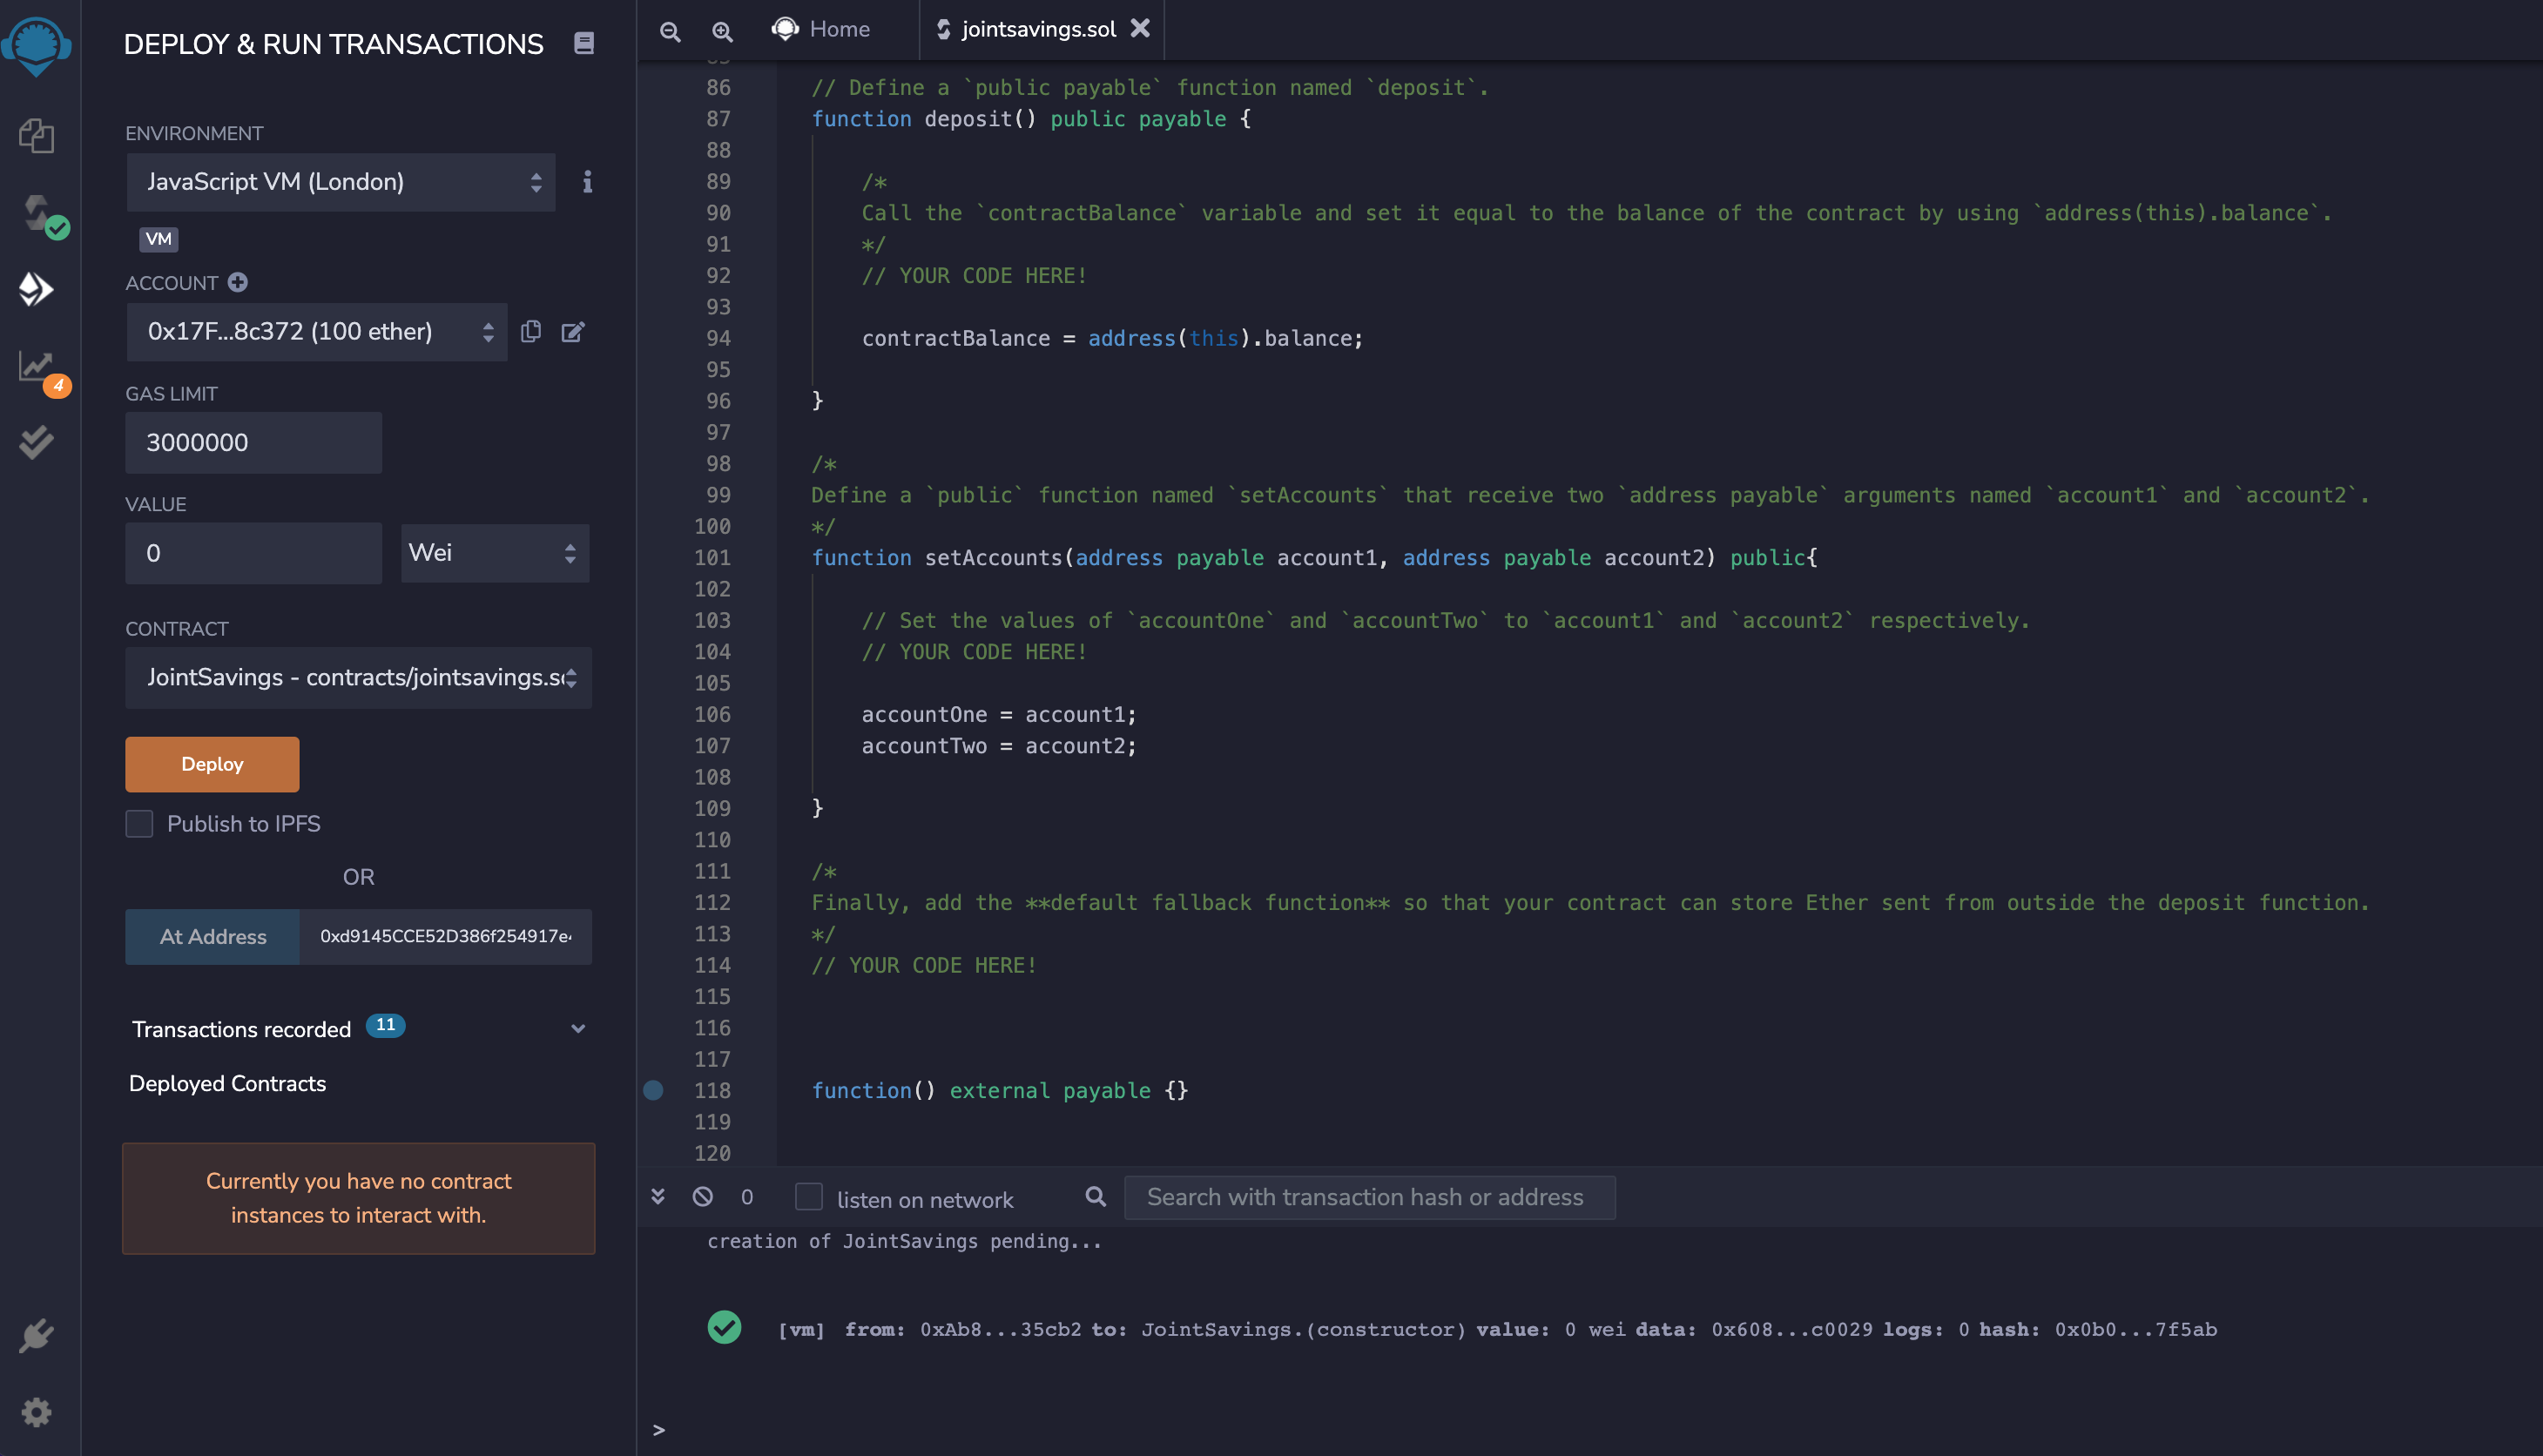 DEPLOY & RUN TRANSACTIONS
ENVIRONMENT
JavaScript VM (London)
VM
ACCOUNT
0x17F...8c372 (100 ether)
GAS LIMIT
3000000
VALUE
0
Wei
CONTRACT
JointSavings - contracts/jointsavings.s
Deploy
Publish to IPFS
OR
At Address
0xd9145CCE52D386f254917e
Transactions recorded 11
Deployed Contracts
Currently you have no contract
instances to interact with.
4
Home
jointsavings.sol
86 // Define a `public payable` function named `deposit`.
87 function deposit() public payable {
88
89 /*
90 Call the `contractBalance` variable and set it equal to the balance of the contract by using `address(this).balance`.
91 */
92 // YOUR CODE HERE!
93
94 contractBalance = address(this).balance;
95
96 }
97
98 /*
99 Define a `public` function named `setAccounts` that receive two `address payable` arguments named `account1` and `account2`.
100 */
101 function setAccounts(address payable account1, address payable account2) public{
102
103 // Set the values of `accountOne` and `accountTwo` to `account1` and `account2` respectively.
104 // YOUR CODE HERE!
105
106 accountOne = account1;
107 accountTwo = account2;
108
109 }
110
111 /*
112 Finally, add the **default fallback function** so that your contract can store Ether sent from outside the deposit function.
113 */
114 // YOUR CODE HERE!
115
116
117
118 function() external payable {}
119
120
0
listen on network
Search with transaction hash or address
creation of JointSavings pending...
[vm] from: 0xAb8...35cb2 to: JointSavings.(constructor) value: 0 wei data: 0x608...c0029 logs: 0 hash: 0x0b0...7f5ab
>